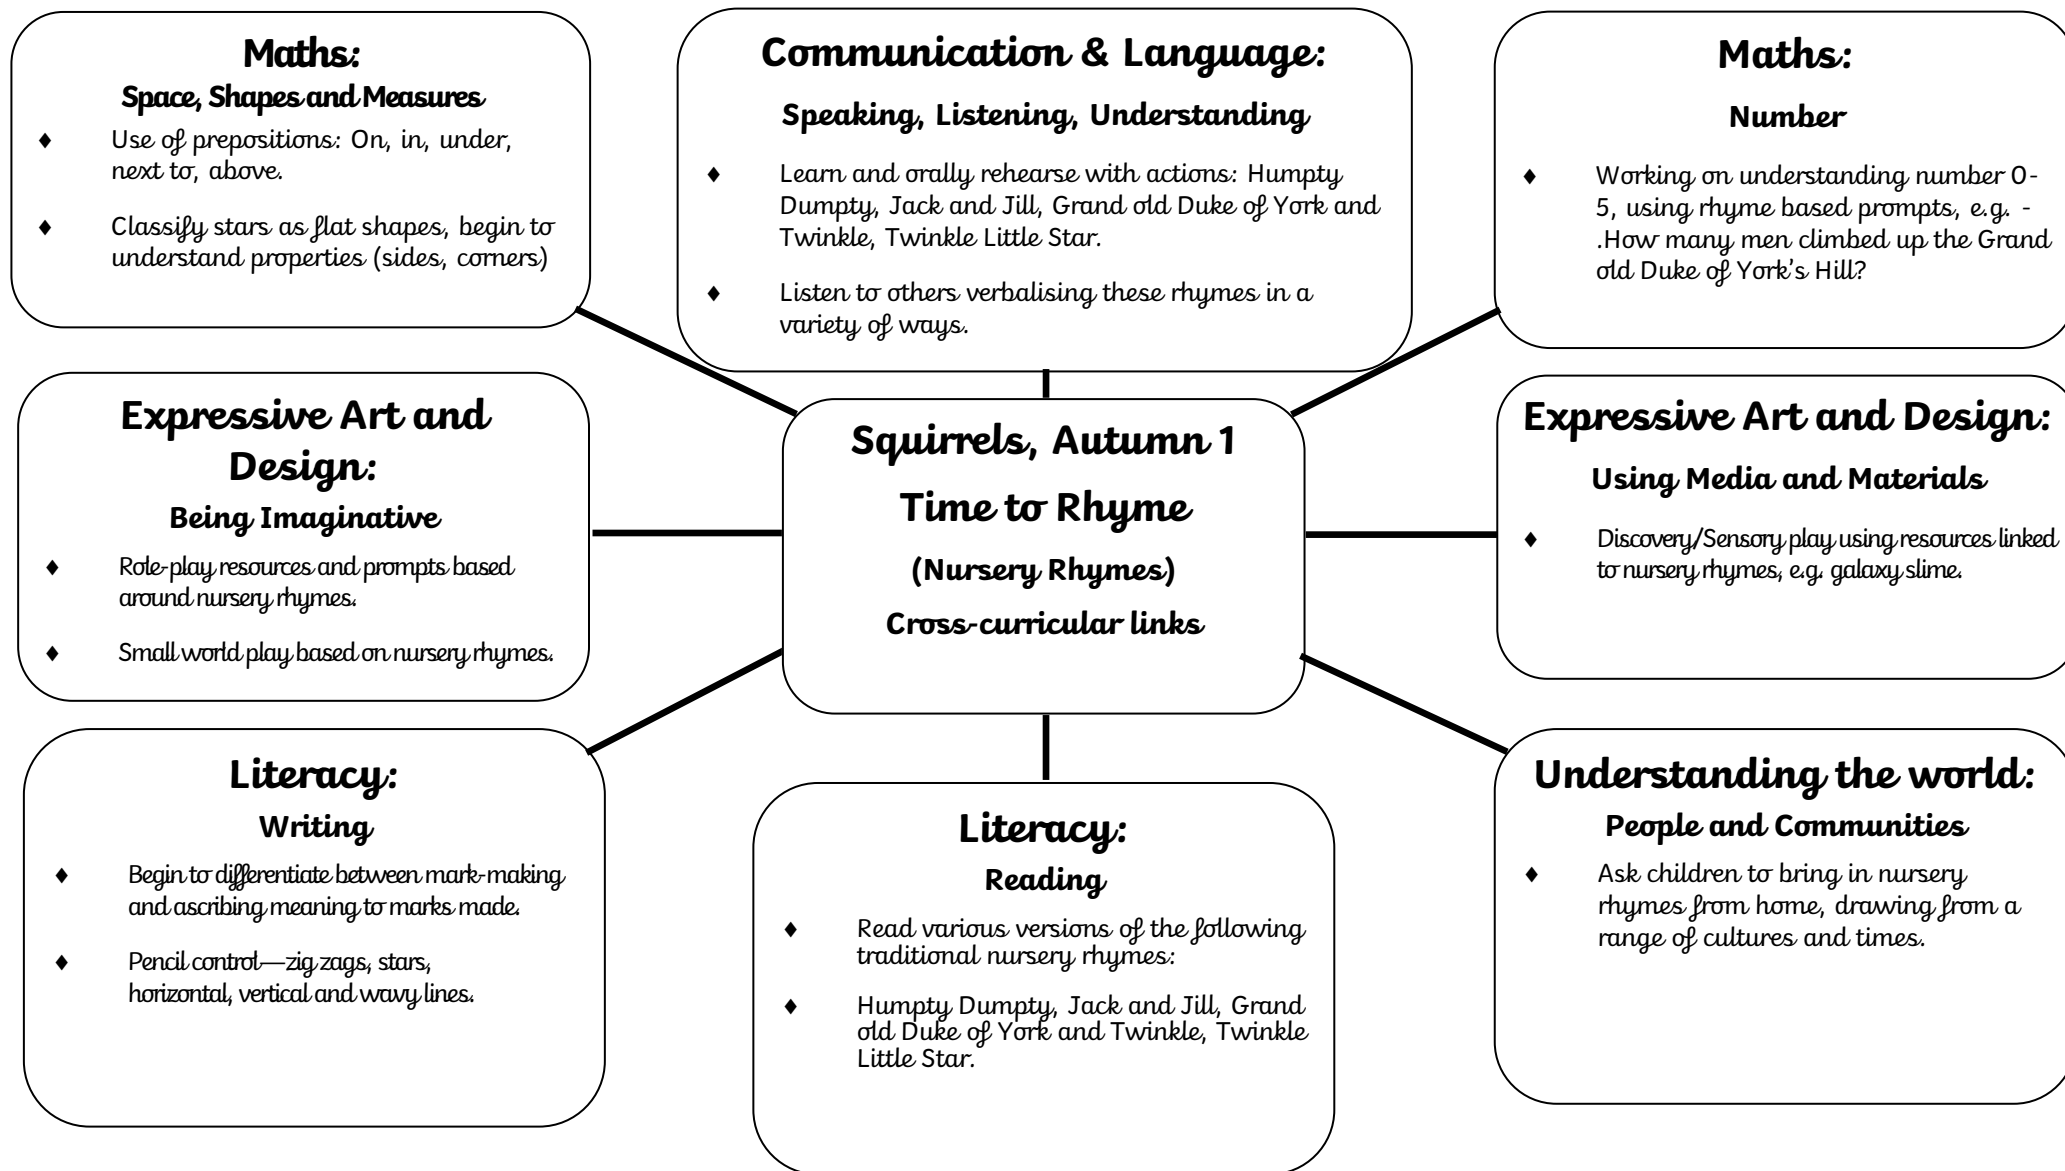 Maths:
Space, Shapes and Measures
♦ Use of prepositions: On, in, under,
next to, above.
♦ Classify stars as flat shapes, begin to
understand properties (sides, corners)
Communication & Language:
Speaking, Listening, Understanding
♦ Learn and orally rehearse with actions: Humpty
Dumpty, Jack and Jill, Grand old Duke of York and
Twinkle, Twinkle Little Star.
♦ Listen to others verbalising these rhymes in a
variety of ways.
Maths:
Number
♦ Working on understanding number 0-
5, using rhyme based prompts, e.g. -
.How many men climbed up the Grand
old Duke of York's Hill?
Expressive Art and
Design:
Being Imaginative
♦ Role-play resources and prompts based
around nursery rhymes.
♦ Small world play based on nursery rhymes.
Squirrels, Autumn 1
Time to Rhyme
(Nursery Rhymes)
Cross-curricular links
Expressive Art and Design:
Using Media and Materials
♦ Discovery/Sensory play using resources linked
to nursery rhymes, e.g. galaxy slime.
Literacy:
Writing
♦ Begin to differentiate between mark-making
and ascribing meaning to marks made.
♦ Pencil control—zig zags, stars,
horizontal, vertical and wavy lines.
Literacy:
Reading
♦ Read various versions of the following
traditional nursery rhymes:
♦ Humpty Dumpty, Jack and Jill, Grand
old Duke of York and Twinkle, Twinkle
Little Star.
Understanding the world:
People and Communities
♦ Ask children to bring in nursery
rhymes from home, drawing from a
range of cultures and times.